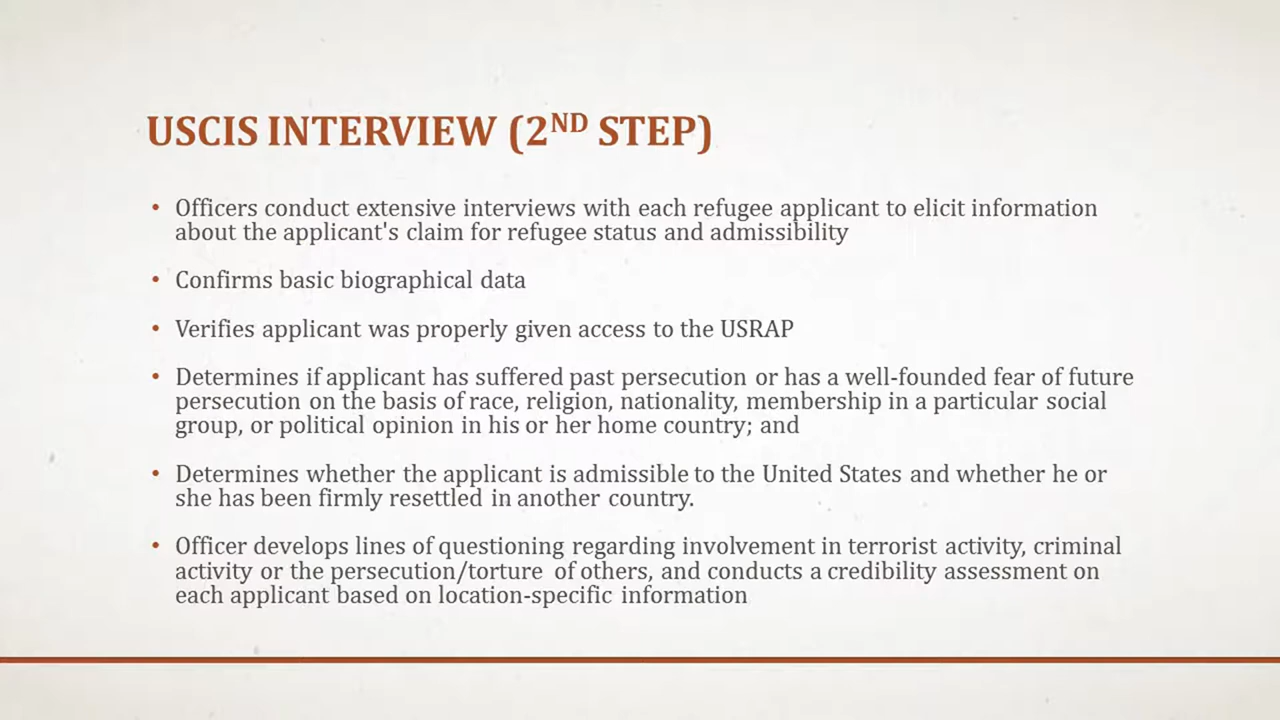 USCIS INTERVIEW (2ND STEP)
• Officers conduct extensive interviews with each refugee applicant to elicit information
about the applicant's claim for refugee status and admissibility
• Confirms basic biographical data
• Verifies applicant was properly given access to the USRAP
• Determines if applicant has suffered past persecution or has a well-founded fear of future
persecution on the basis of race, religion, nationality, membership in a particular social
group, or political opinion in his or her home country; and
• Determines whether the applicant is admissible to the United States and whether he or
she has been firmly resettled in another country.
• Officer develops lines of questioning regarding involvement in terrorist activity, criminal
activity or the persecution/torture of others, and conducts a credibility assessment on
each applicant based on location-specific information